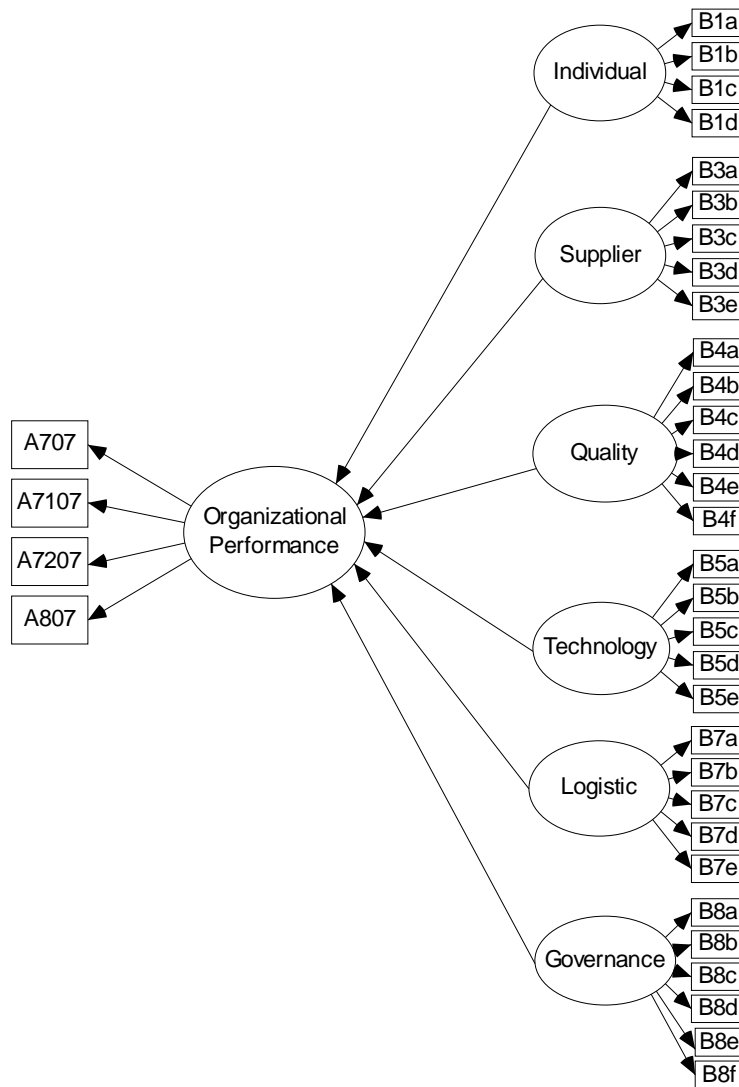 B1a
B1b
B1c
B1d
Individual
B3a
B3b
B3c
B3d
B3e
Supplier
B4a
B4b
B4c
B4d
B4e
B4f
Quality
A707
A7107
A7207
A807
Organizational
Performance
B5a
B5b
B5c
B5d
B5e
Technology
B7a
B7b
B7c
B7d
B7e
Logistic
B8a
B8b
B8c
B8d
B8e
B8f
Governance